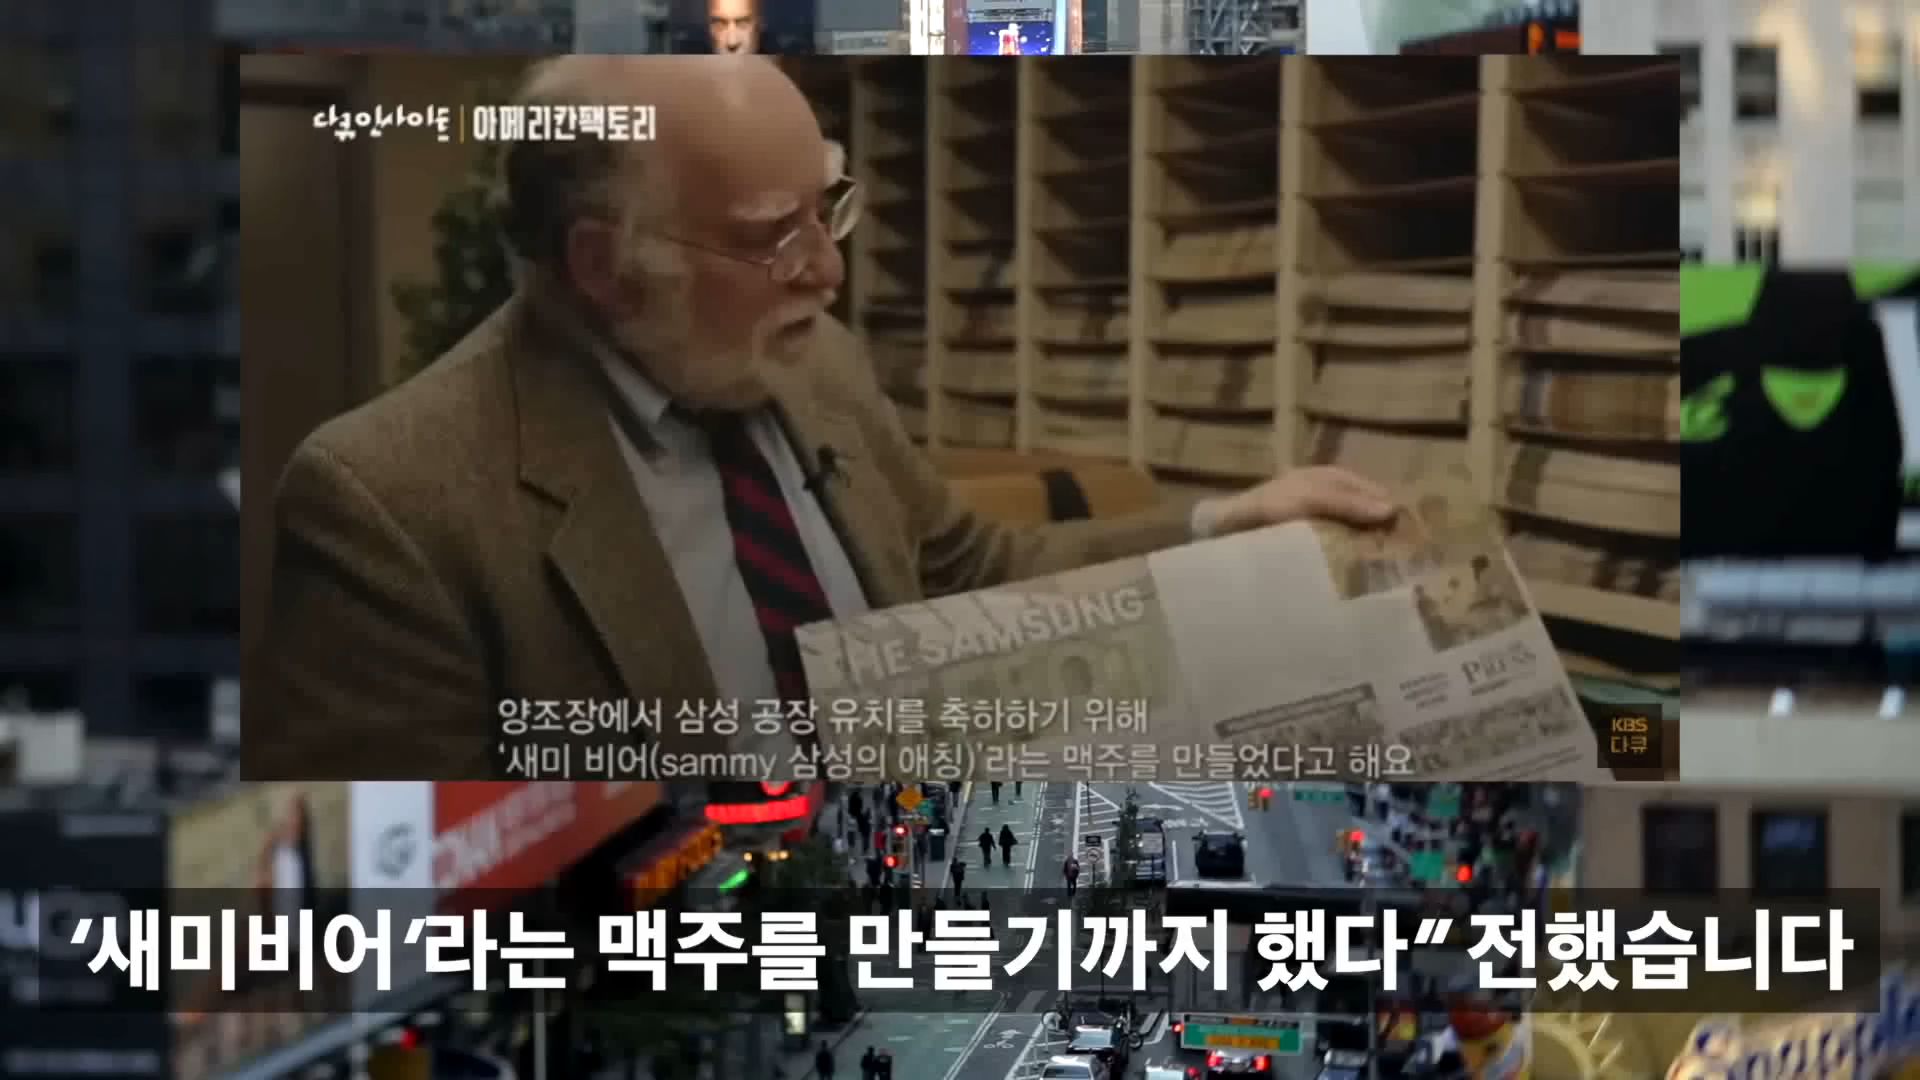 다큐인사이트 | 아메리칸팩토리
THE SAMSUNG
PRESS
양조장에서 삼성 공장 유치를 축하하기 위해
‘새미 비어(sammy 삼성의 애칭)’라는 맥주를 만들었다고 해요
KBS
다큐
‘새미비어’라는 맥주를 만들기까지 했다” 전했습니다
Snapple